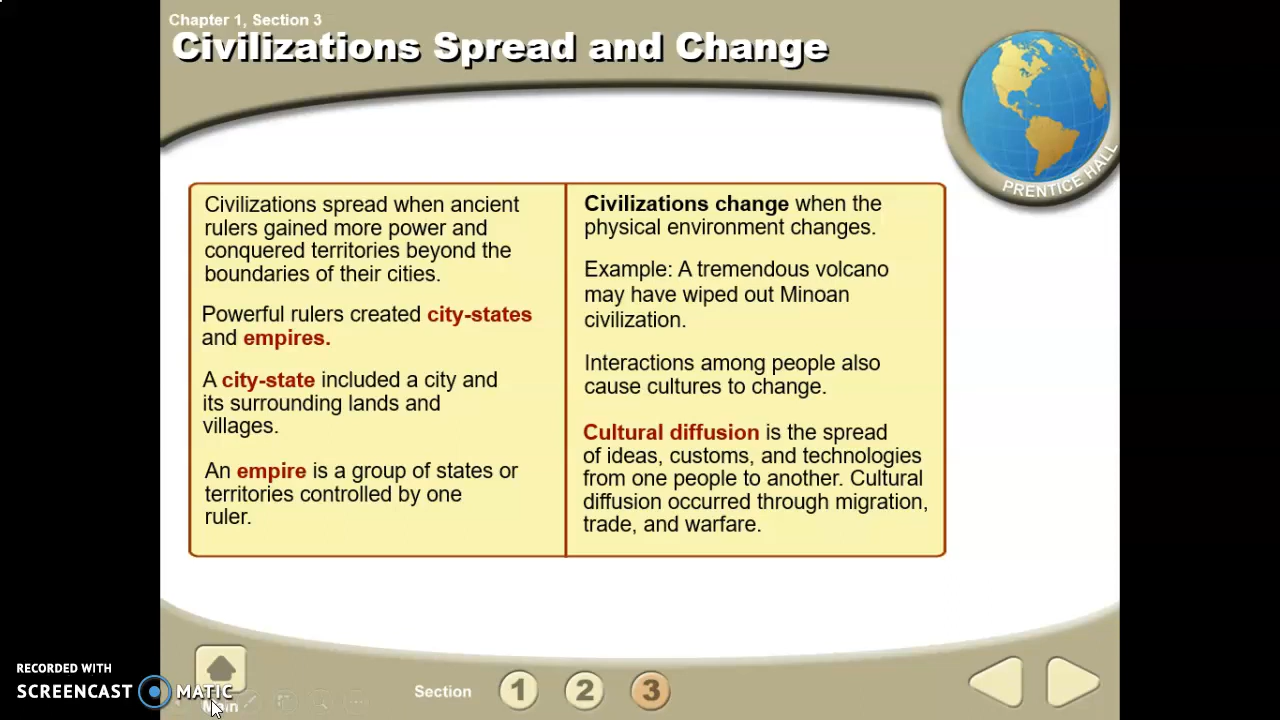 Chapter 1, Section 3
Civilizations Spread and Change
PRENTICE HALL
Civilizations spread when ancient
rulers gained more power and
conquered territories beyond the
boundaries of their cities.
Powerful rulers created city-states
and empires.
A city-state included a city and
its surrounding lands and
villages.
An empire is a group of states or
territories controlled by one
ruler.
Civilizations change when the
physical environment changes.
Example: A tremendous volcano
may have wiped out Minoan
civilization.
Interactions among people also
cause cultures to change.
Cultural diffusion is the spread
of ideas, customs, and technologies
from one people to another. Cultural
diffusion occurred through migration,
trade, and warfare.
RECORDED WITH
SCREENCAST MATIC
Main
Section
1
2
3